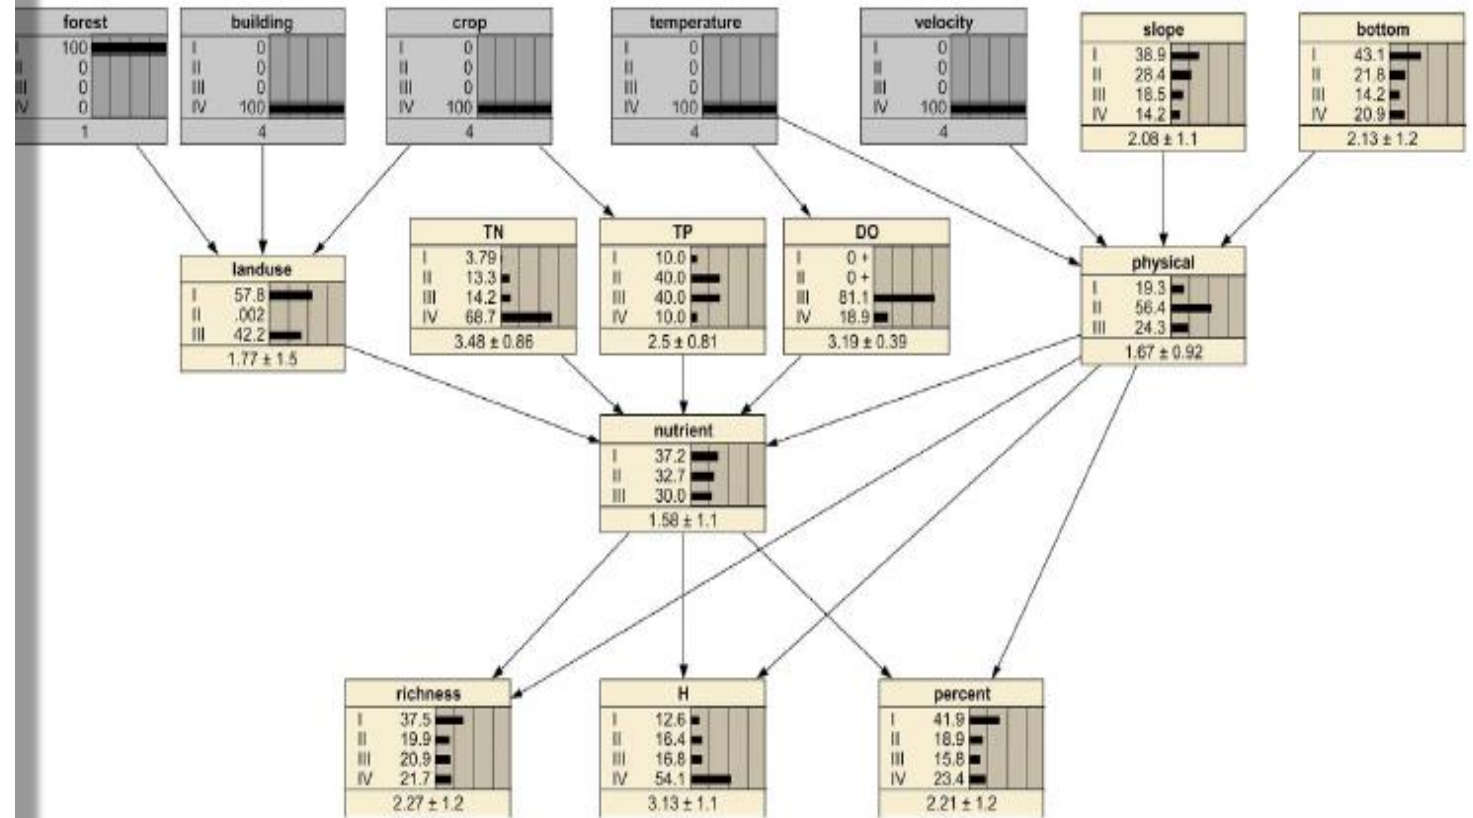 forest
I 100
II 0
III 0
IV 0
1
building
I 0
II 0
III 0
IV 100
4
crop
I 0
II 0
III 0
IV 100
4
temperature
I 0
II 0
III 0
IV 100
4
velocity
I 0
II 0
III 0
IV 100
4
slope
I 38.9
II 28.4
III 18.5
IV 14.2
2.08 ± 1.1
bottom
I 43.1
II 21.8
III 14.2
IV 20.9
2.13 ± 1.2
landuse
I 57.8
II .002
III 42.2
1.77 ± 1.5
TN
I 3.79
II 13.3
III 14.2
IV 68.7
3.48 ± 0.86
TP
I 10.0
II 40.0
III 40.0
IV 10.0
2.5 ± 0.81
DO
I 0 +
II 0 +
III 81.1
IV 18.9
3.19 ± 0.39
physical
I 19.3
II 56.4
III 24.3
1.67 ± 0.92
nutrient
I 37.2
II 32.7
III 30.0
1.58 ± 1.1
richness
I 37.5
II 19.9
III 20.9
IV 21.7
2.27 ± 1.2
H
I 12.6
II 16.4
III 16.8
IV 54.1
3.13 ± 1.1
percent
I 41.9
II 18.9
III 15.8
IV 23.4
2.21 ± 1.2